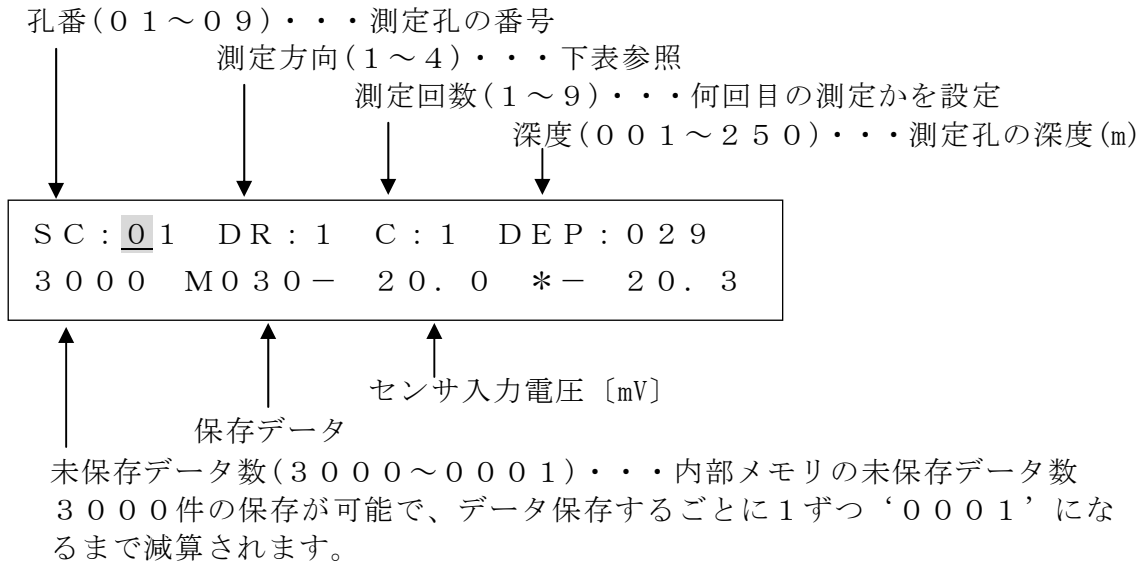 孔番(０１～０９)・・・測定孔の番号
測定方向(１～４)・・・下表参照
測定回数(１～９)・・・何回目の測定かを設定
深度(００１～２５０)・・・測定孔の深度(m)
ＳＣ：０１　ＤＲ：１　Ｃ：１　ＤＥＰ：０２９
３０００　Ｍ０３０－　２０．０　＊－　２０．３
センサ入力電圧〔mV〕
保存データ
未保存データ数(３０００～０００１)・・・内部メモリの未保存データ数
３０００件の保存が可能で、データ保存するごとに１ずつ‘０００１’にな
るまで減算されます。